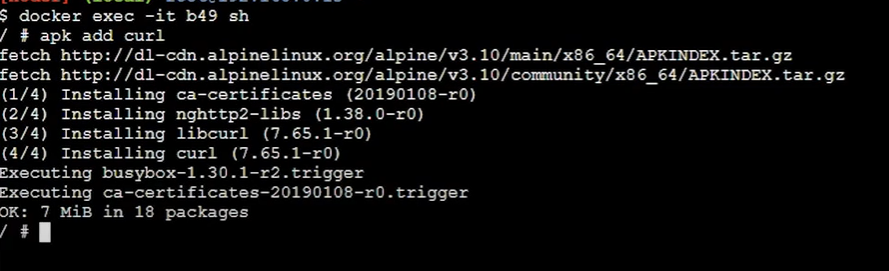 $ docker exec -it b49 sh
/ # apk add curl
fetch http://dl-cdn.alpinelinux.org/alpine/v3.10/main/x86_64/APKINDEX.tar.gz
fetch http://dl-cdn.alpinelinux.org/alpine/v3.10/community/x86_64/APKINDEX.tar.gz
(1/4) Installing ca-certificates (20190108-r0)
(2/4) Installing nghttp2-libs (1.38.0-r0)
(3/4) Installing libcurl (7.65.1-r0)
(4/4) Installing curl (7.65.1-r0)
Executing busybox-1.30.1-r2.trigger
Executing ca-certificates-20190108-r0.trigger
OK: 7 MiB in 18 packages
/ #